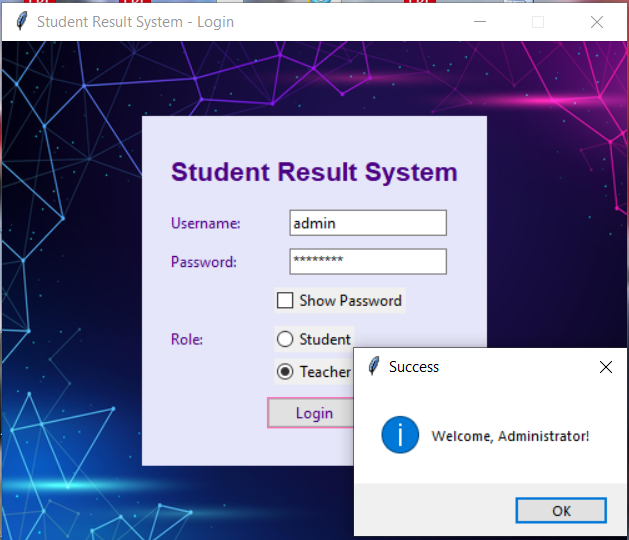 Student Result System - Login
Student Result System
Username: admin
Password: ********
Show Password
Role: Student
Teacher
Login
Success
Welcome, Administrator!
OK